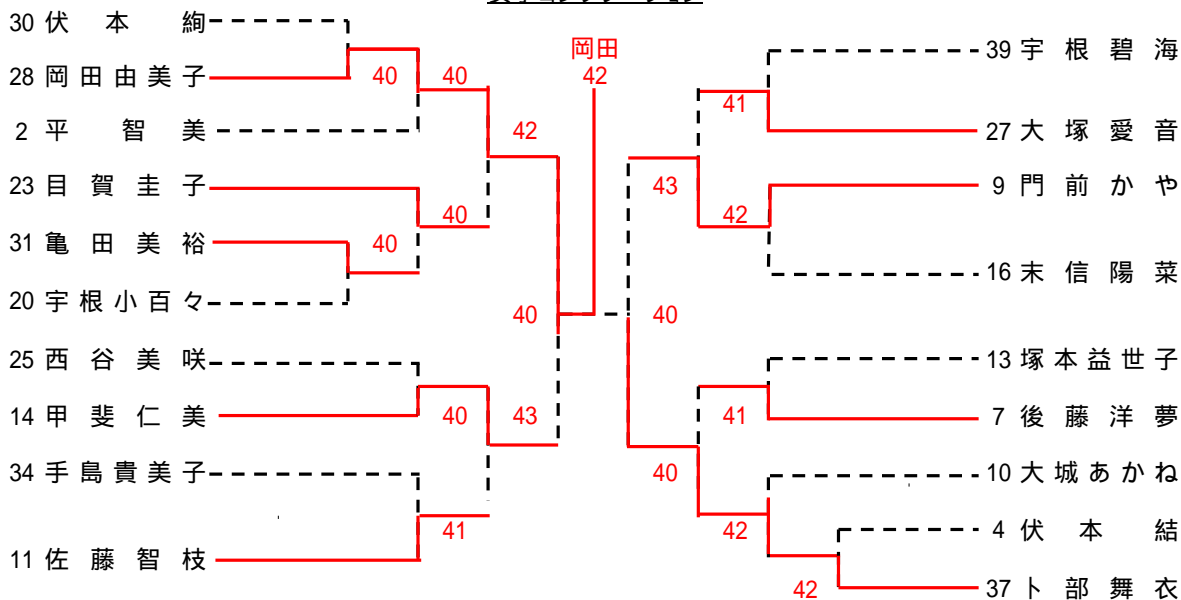 30 伏本絢
28 岡田由美子
2 平智美
23 目賀圭子
31 亀田美裕
20 宇根小百々
25 西谷美咲
14 甲斐仁美
34 手島貴美子
11 佐藤智枝
40
40
40
40
40
41
42
43
40
岡田
42
40
43
40
41
42
41
42
42
39 宇根碧海
27 大塚愛音
9 門前かや
16 末信陽菜
13 塚本益世子
7 後藤洋夢
10 大城あかね
4 伏本結
37 卜部舞衣